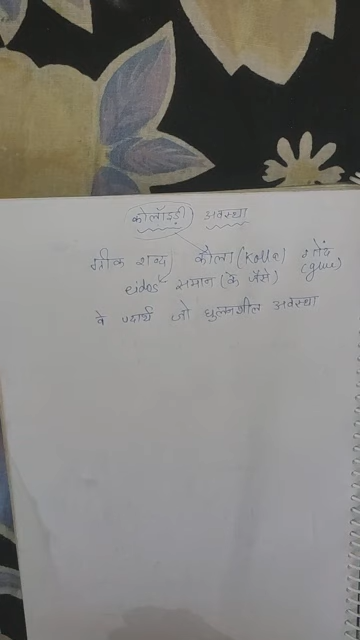 कोलॉइडी अवस्था
ग्रीक शब्द कौला (Kolla) गोंद (glue)
eidos समान (के जैसे)
वे पदार्थ जो घुलनशील अवस्था